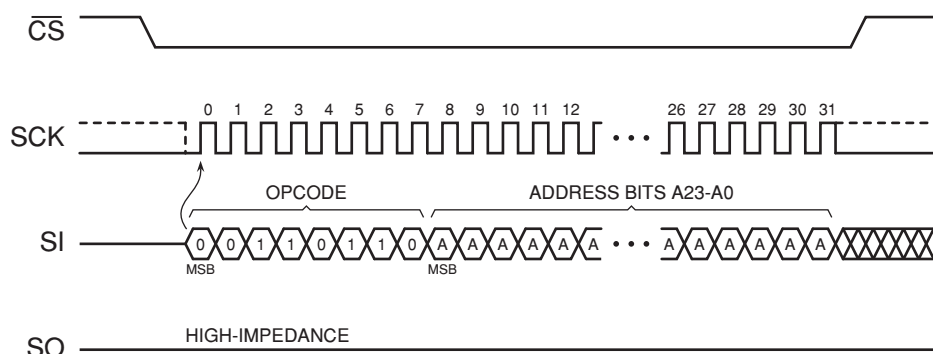 CS
0 1 2 3 4 5 6 7 8 9 10 11 12 26 27 28 29 30 31
SCK
OPCODE ADDRESS BITS A23-A0
SI 0 0 1 1 0 1 1 0 A A A A A A A A A A A A
MSB MSB
HIGH-IMPEDANCE
SO